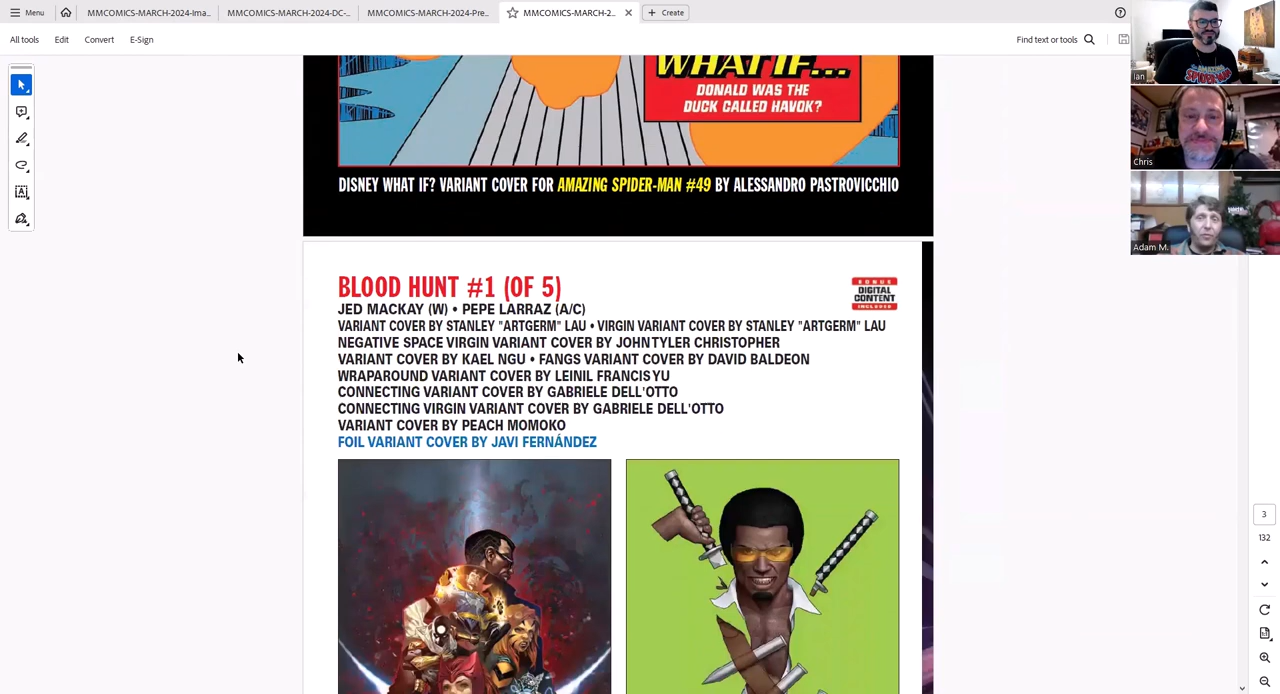 Menu
MMCOMICS-MARCH-2024-Ima...
MMCOMICS-MARCH-2024-DC-...
MMCOMICS-MARCH-2024-Pre...
MMCOMICS-MARCH-2...
Create
All tools
Edit
Convert
E-Sign
Find text or tools
Ian
Chris
Adam M.
WHAT IF...
DONALD WAS THE
DUCK CALLED HAVOK?
DISNEY WHAT IF? VARIANT COVER FOR AMAZING SPIDER-MAN #49 BY ALESSANDRO PASTROVICCHIO
BLOOD HUNT #1 (OF 5)
BONUS
DIGITAL
CONTENT
INCLUDED
JED MACKAY (W) • PEPE LARRAZ (A/C)
VARIANT COVER BY STANLEY "ARTGERM" LAU • VIRGIN VARIANT COVER BY STANLEY "ARTGERM" LAU
NEGATIVE SPACE VIRGIN VARIANT COVER BY JOHN TYLER CHRISTOPHER
VARIANT COVER BY KAEL NGU • FANGS VARIANT COVER BY DAVID BALDEON
WRAPAROUND VARIANT COVER BY LEINIL FRANCIS YU
CONNECTING VARIANT COVER BY GABRIELE DELL'OTTO
CONNECTING VIRGIN VARIANT COVER BY GABRIELE DELL'OTTO
VARIANT COVER BY PEACH MOMOKO
FOIL VARIANT COVER BY JAVI FERNÁNDEZ
3
132